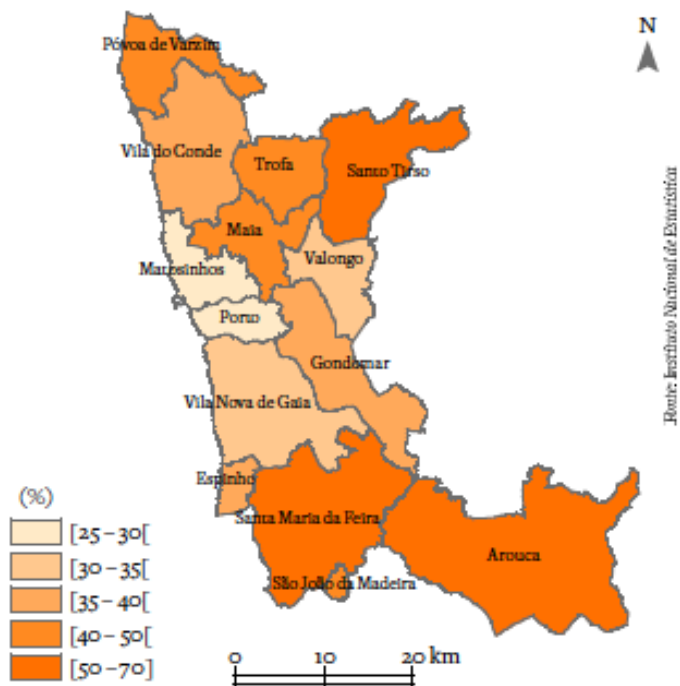 N
Póvoa de Varzim
Vila do Conde
Trofa
Santo Tirso
Maia
Valongo
Matosinhos
Porto
Gondomar
Vila Nova de Gaia
Espinho
Santa Maria da Feira
Arouca
São João da Madeira
(%)
[25–30[
[30–35[
[35–40[
[40–50[
[50–70]
0 10 20 km
Fonte: Instituto Nacional de Estatística